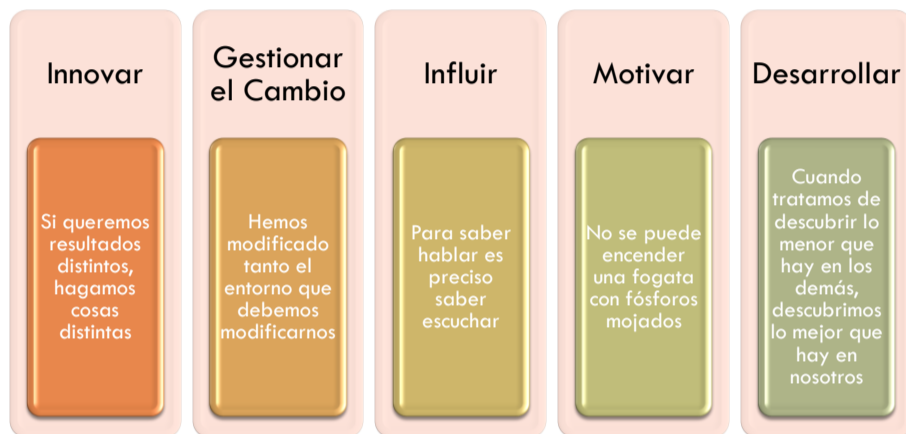 Innovar
Si queremos
resultados
distintos,
hagamos
cosas
distintas
Gestionar
el Cambio
Hemos
modificado
tanto el
entorno que
debemos
modificarnos
Influir
Para saber
hablar es
preciso
saber
escuchar
Motivar
No se puede
encender
una fogata
con fósforos
mojados
Desarrollar
Cuando
tratamos de
descubrir lo
menor que
hay en los
demás,
descubrimos
lo mejor que
hay en
nosotros